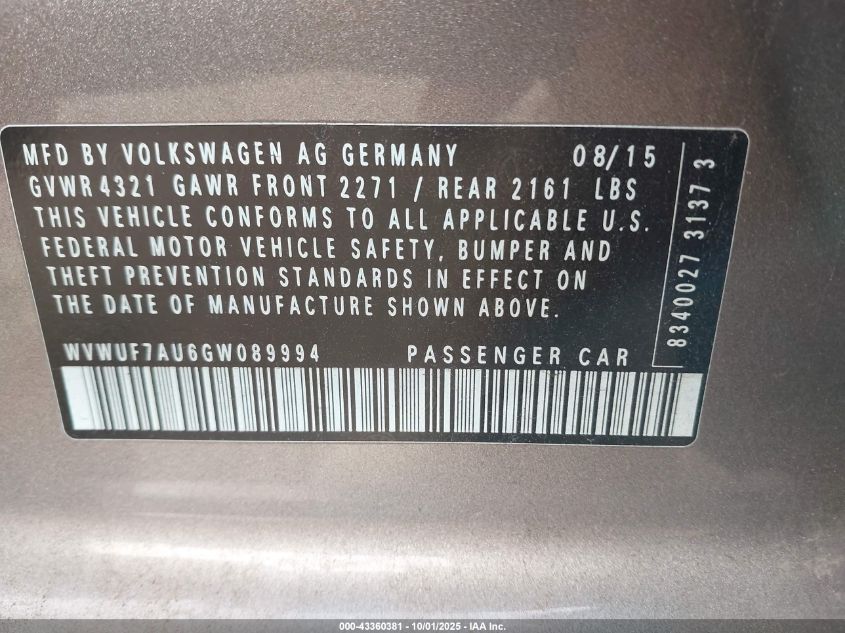 MFD BY VOLKSWAGEN AG GERMANY 08/15
GVWR 4321 GAWR FRONT 2271 / REAR 2161 LBS
THIS VEHICLE CONFORMS TO ALL APPLICABLE U.S.
FEDERAL MOTOR VEHICLE SAFETY, BUMPER AND
THEFT PREVENTION STANDARDS IN EFFECT ON
THE DATE OF MANUFACTURE SHOWN ABOVE.
WVWUF7AU6GW089994 PASSENGER CAR
8340027 3137 3
000-43360381 - 10/01/2025 - IAA Inc.